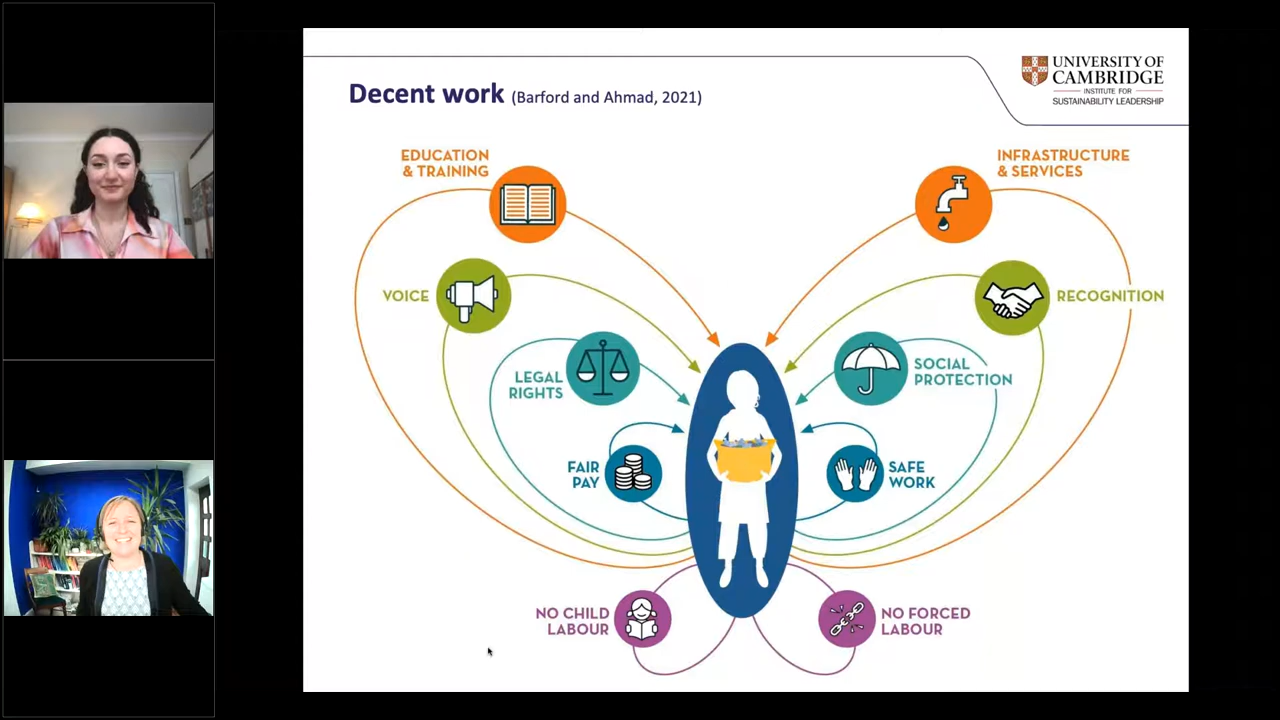 UNIVERSITY OF
CAMBRIDGE
INSTITUTE FOR
SUSTAINABILITY LEADERSHIP
Decent work (Barford and Ahmad, 2021)
EDUCATION
& TRAINING
INFRASTRUCTURE
& SERVICES
VOICE
RECOGNITION
LEGAL
RIGHTS
SOCIAL
PROTECTION
FAIR
PAY
SAFE
WORK
NO CHILD
LABOUR
NO FORCED
LABOUR